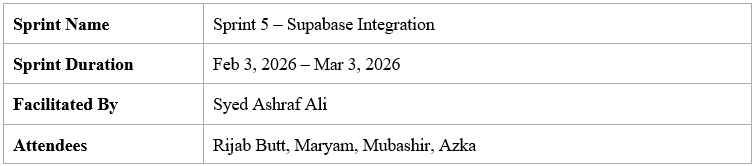 Sprint Name Sprint 5 – Supabase Integration
Sprint Duration Feb 3, 2026 – Mar 3, 2026
Facilitated By Syed Ashraf Ali
Attendees Rijab Butt, Maryam, Mubashir, Azka